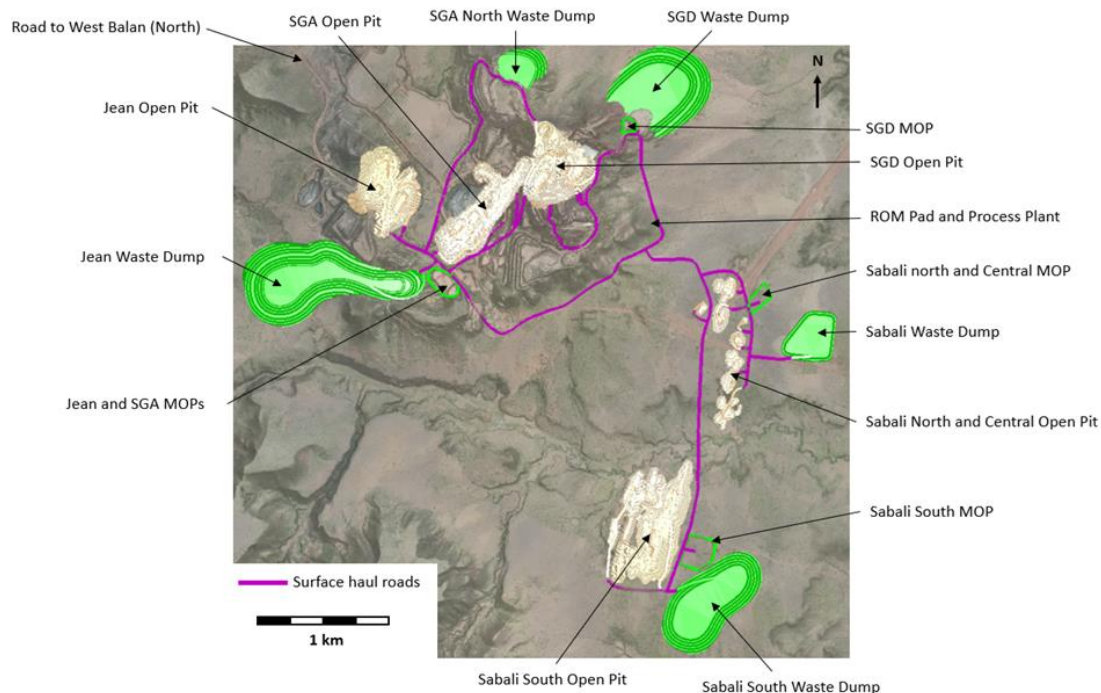 Road to West Balan (North)
SGA Open Pit
SGA North Waste Dump
SGD Waste Dump
N
Jean Open Pit
SGD MOP
SGD Open Pit
ROM Pad and Process Plant
Jean Waste Dump
Sabali north and Central MOP
Sabali Waste Dump
Jean and SGA MOPs
Sabali North and Central Open Pit
Sabali South MOP
Surface haul roads
1 km
Sabali South Open Pit
Sabali South Waste Dump